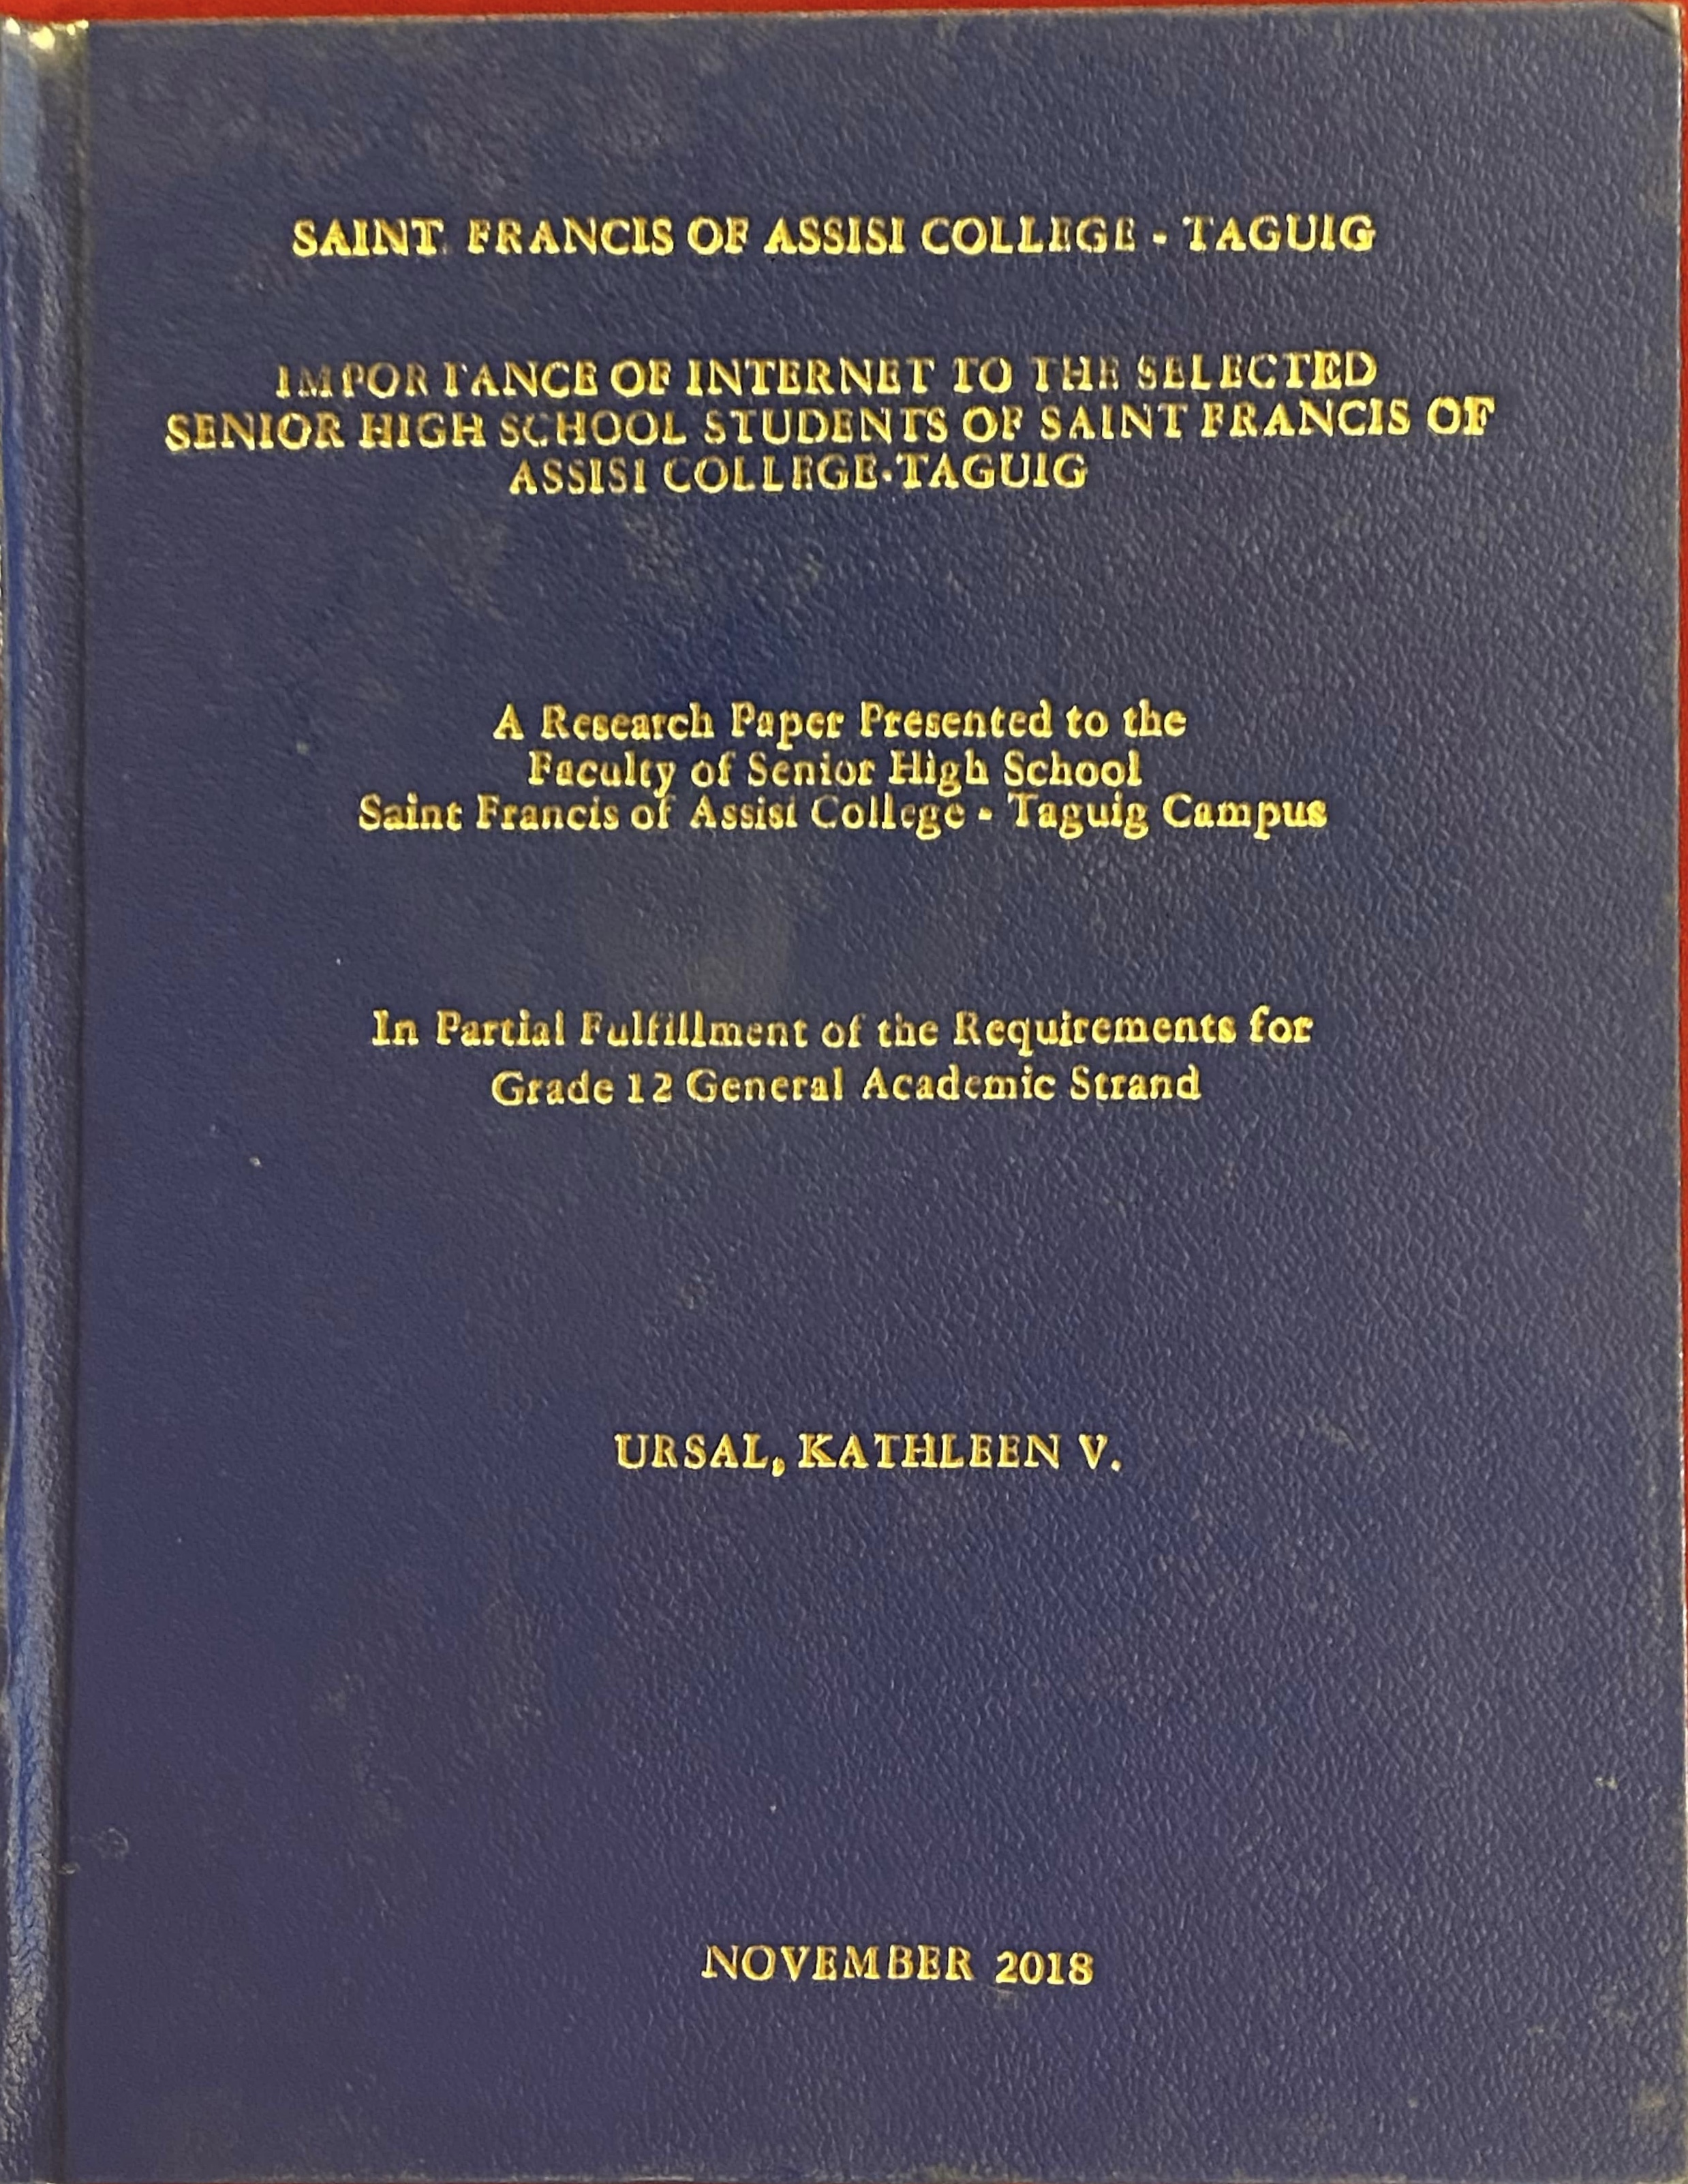 SAINT FRANCIS OF ASSISI COLLEGE - TAGUIG
IMPORTANCE OF INTERNET TO THE SELECTED
SENIOR HIGH SCHOOL STUDENTS OF SAINT FRANCIS OF
ASSISI COLLEGE-TAGUIG
A Research Paper Presented to the
Faculty of Senior High School
Saint Francis of Assisi College - Taguig Campus
In Partial Fulfillment of the Requirements for
Grade 12 General Academic Strand
URSAL, KATHLEEN V.
NOVEMBER 2018